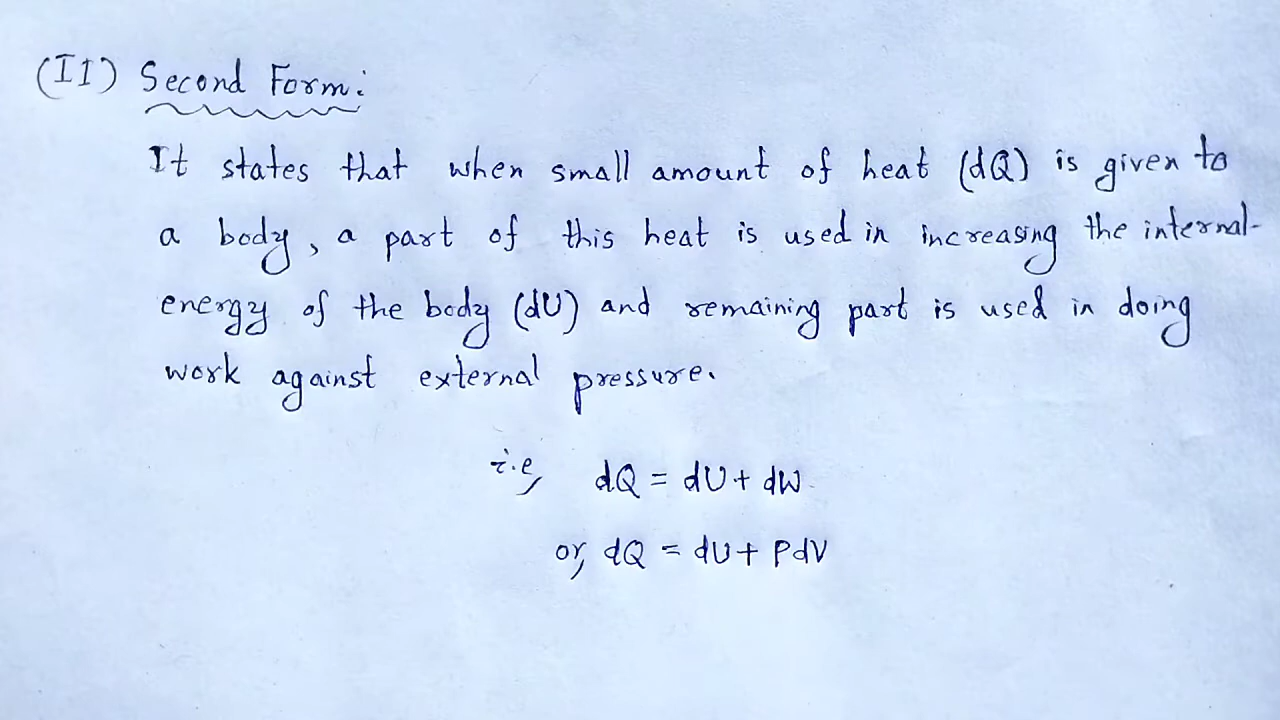 (II) Second Form:
It states that when small amount of heat (dQ) is given to
a body, a part of this heat is used in increasing the internal-
energy of the body (dU) and remaining part is used in doing
work against external pressure.
i.e, dQ = dU + dW
or, dQ = dU + PdV